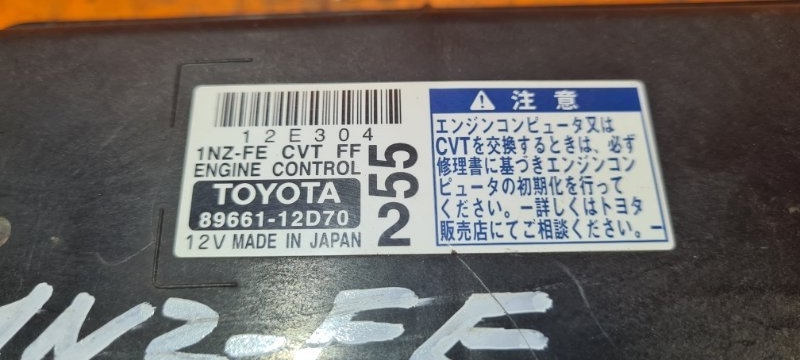 12E304
1NZ-FE CVT FF
ENGINE CONTROL
TOYOTA
89661-12D70
12V MADE IN JAPAN
255
注意
エンジンコンピュータ又は
CVTを交換するときは、必ず
修理書に基づきエンジンコン
ピュータの初期化を行って
ください。ー詳しくはトヨタ
販売店にてご相談ください。ー
1NZ-FE